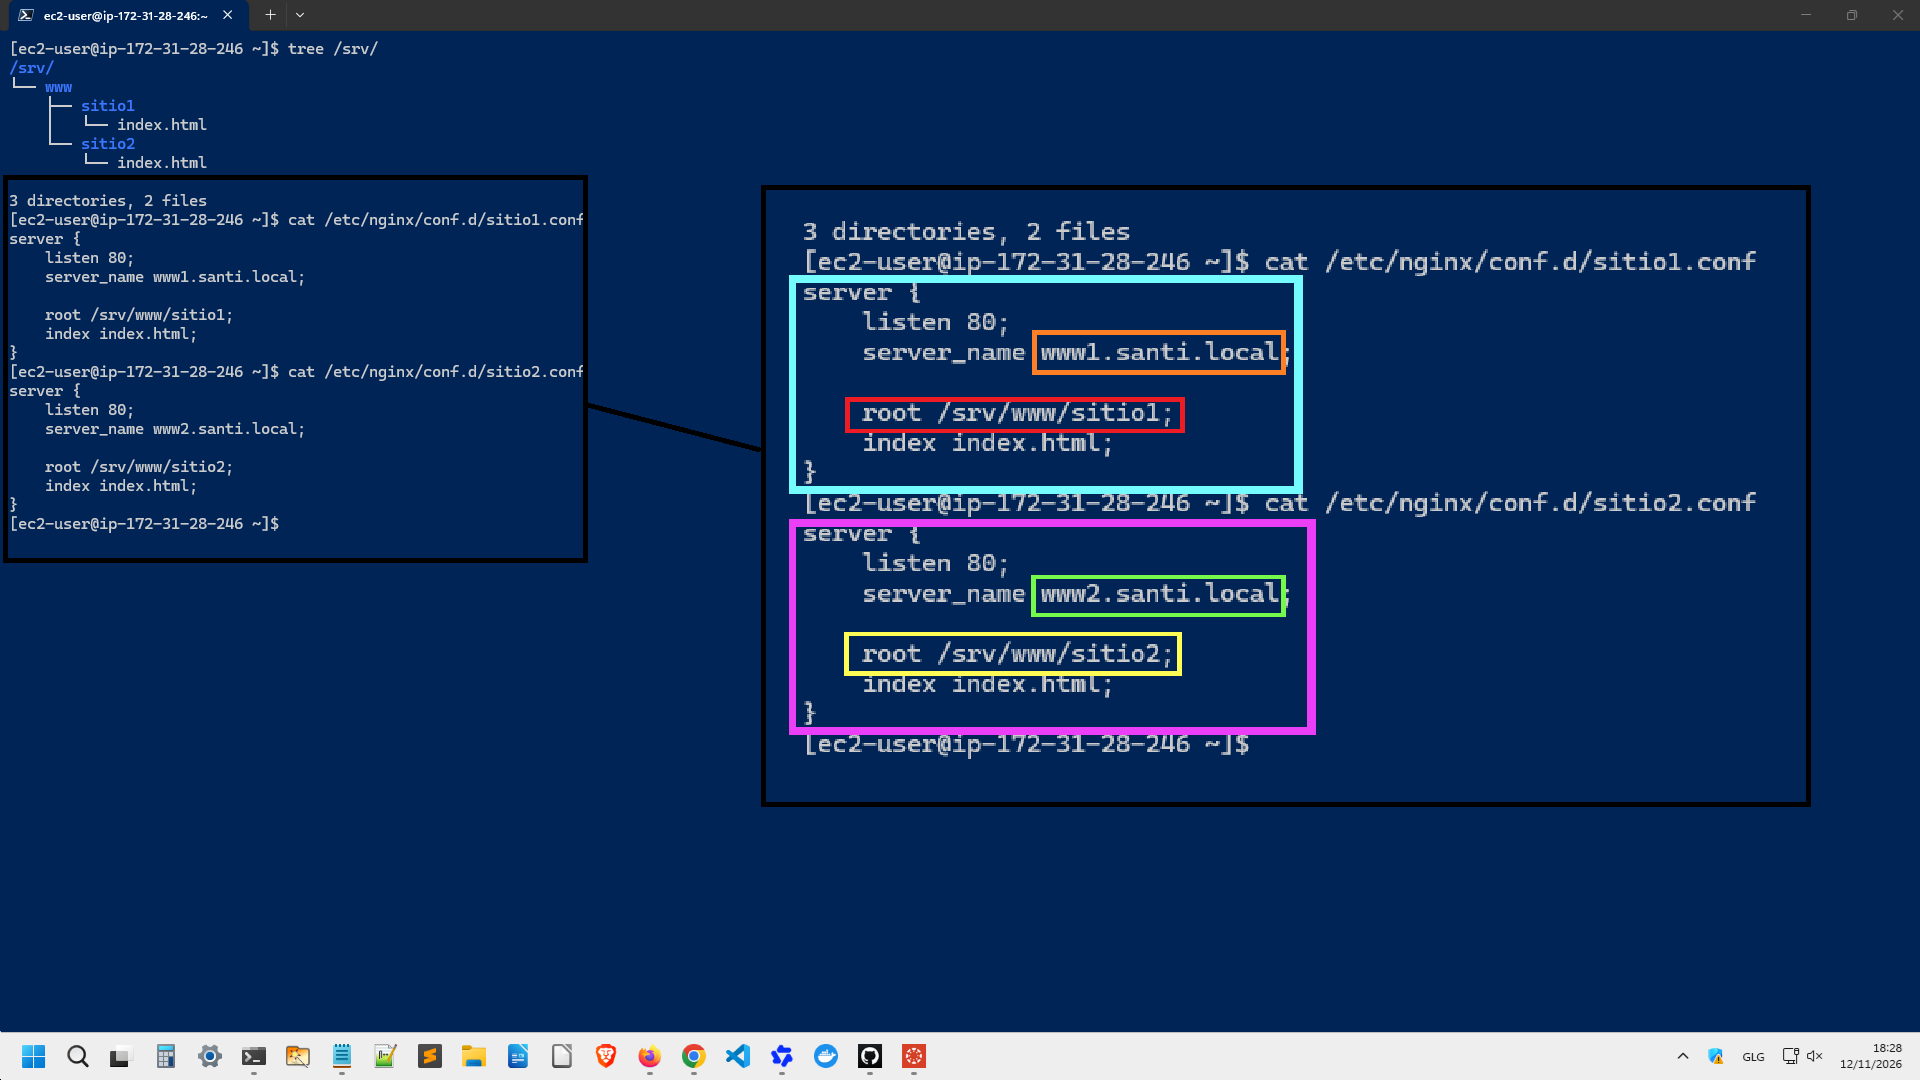 ec2-user@ip-172-31-28-246:~
[ec2-user@ip-172-31-28-246 ~]$ tree /srv/
/srv/
└── www
    ├── sitio1
    │   └── index.html
    └── sitio2
        └── index.html

3 directories, 2 files
[ec2-user@ip-172-31-28-246 ~]$ cat /etc/nginx/conf.d/sitio1.conf
server {
    listen 80;
    server_name www1.santi.local;

    root /srv/www/sitio1;
    index index.html;
}
[ec2-user@ip-172-31-28-246 ~]$ cat /etc/nginx/conf.d/sitio2.conf
server {
    listen 80;
    server_name www2.santi.local;

    root /srv/www/sitio2;
    index index.html;
}
[ec2-user@ip-172-31-28-246 ~]$
3 directories, 2 files
[ec2-user@ip-172-31-28-246 ~]$ cat /etc/nginx/conf.d/sitio1.conf
server {
    listen 80;
    server_name www1.santi.local;

    root /srv/www/sitio1;
    index index.html;
}
[ec2-user@ip-172-31-28-246 ~]$ cat /etc/nginx/conf.d/sitio2.conf
server {
    listen 80;
    server_name www2.santi.local;

    root /srv/www/sitio2;
    index index.html;
}
[ec2-user@ip-172-31-28-246 ~]$
GLG
18:28
12/11/2026